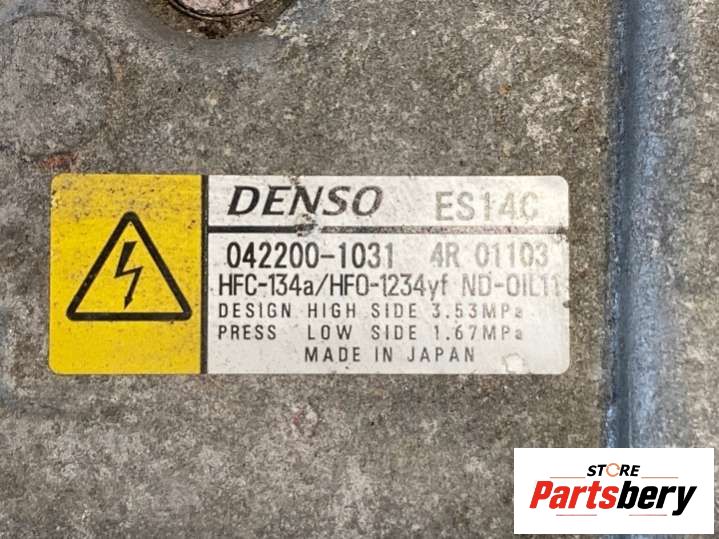 DENSO ES14C
042200-1031 4R 01103
HFC-134a/HFO-1234yf ND-OIL11
DESIGN HIGH SIDE 3.53MPa
PRESS LOW SIDE 1.67MPa
MADE IN JAPAN
STORE
Partsbery